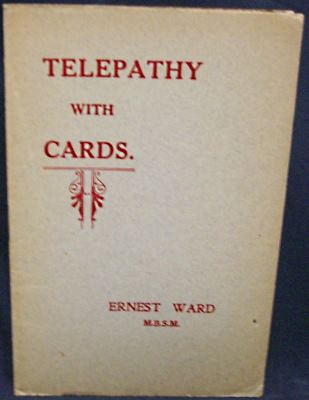 TELEPATHY
WITH
CARDS.
ERNEST WARD
M.B.S.M.